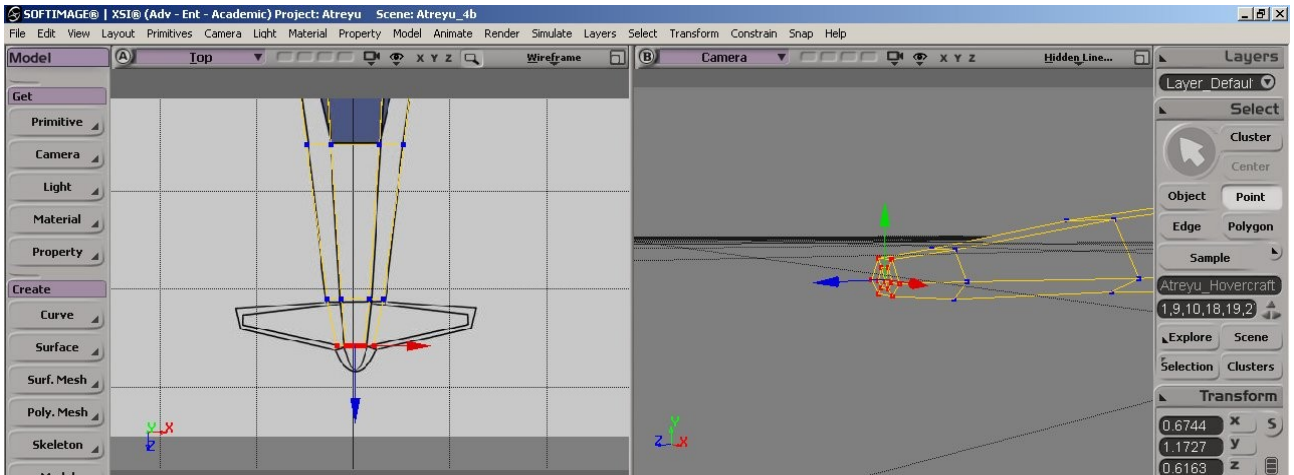 SOFTIMAGE® | XSI® (Adv - Ent - Academic) Project: Atreyu Scene: Atreyu_4b
File Edit View Layout Primitives Camera Light Material Property Model Animate Render Simulate Layers Select Transform Constrain Snap Help
Model
A Top X Y Z Wireframe
B Camera X Y Z Hidden Line...
Layers
Layer_Defaul
Get
Select
Primitive
Cluster
Camera
Center
Light
Object Point
Material
Edge Polygon
Property
Sample
Create
Atreyu_Hovercraft
Curve
1,9,10,18,19,2
Surface
Explore Scene
Surf. Mesh
Selection Clusters
Poly. Mesh
Transform
Skeleton
0.6744 x S
1.1727 y
0.6163 z
Y X
Z
Y
Z X